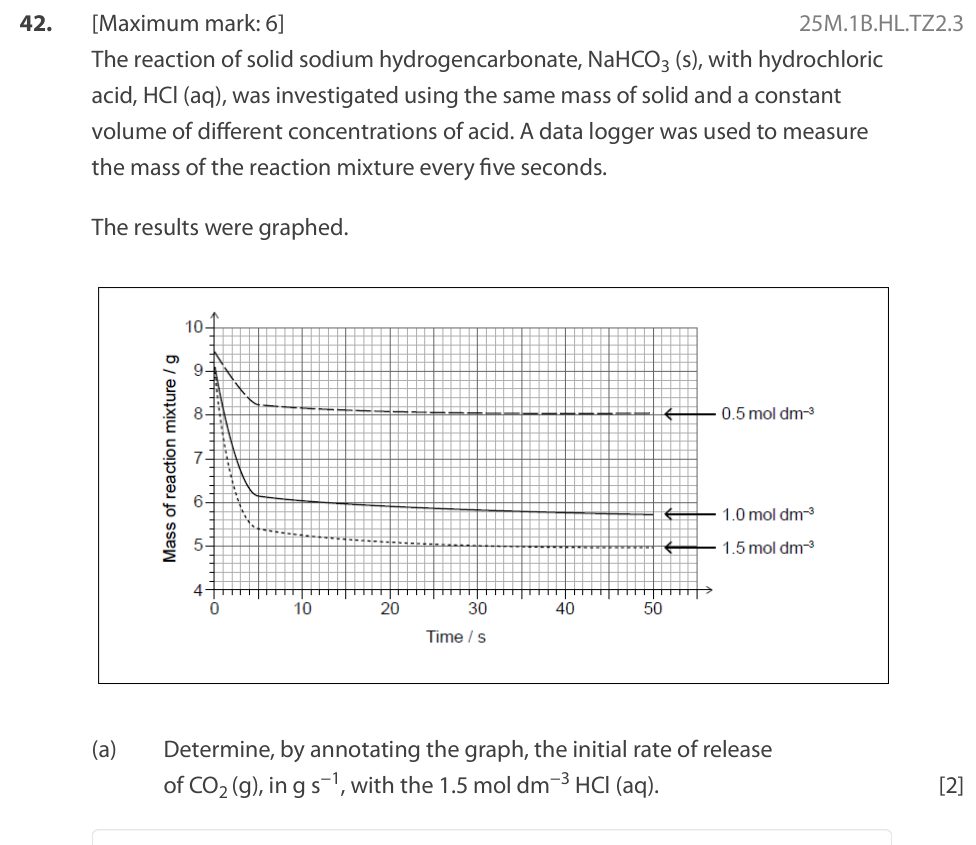 42. [Maximum mark: 6] 25M.1B.HL.TZ2.3
The reaction of solid sodium hydrogencarbonate, NaHCO₃ (s), with hydrochloric
acid, HCl (aq), was investigated using the same mass of solid and a constant
volume of different concentrations of acid. A data logger was used to measure
the mass of the reaction mixture every five seconds.
The results were graphed.
Mass of reaction mixture / g
10
9
8
7
6
5
4
0.5 mol dm⁻³
1.0 mol dm⁻³
1.5 mol dm⁻³
0 10 20 30 40 50
Time / s
(a) Determine, by annotating the graph, the initial rate of release
of CO₂ (g), in g s⁻¹, with the 1.5 mol dm⁻³ HCl (aq). [2]